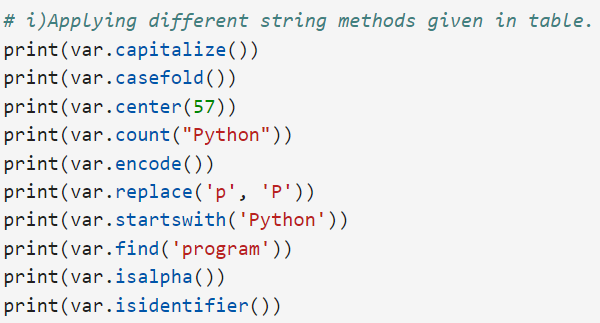 # i)Applying different string methods given in table.
print(var.capitalize())
print(var.casefold())
print(var.center(57))
print(var.count("Python"))
print(var.encode())
print(var.replace('p', 'P'))
print(var.startswith('Python'))
print(var.find('program'))
print(var.isalpha())
print(var.isidentifier())